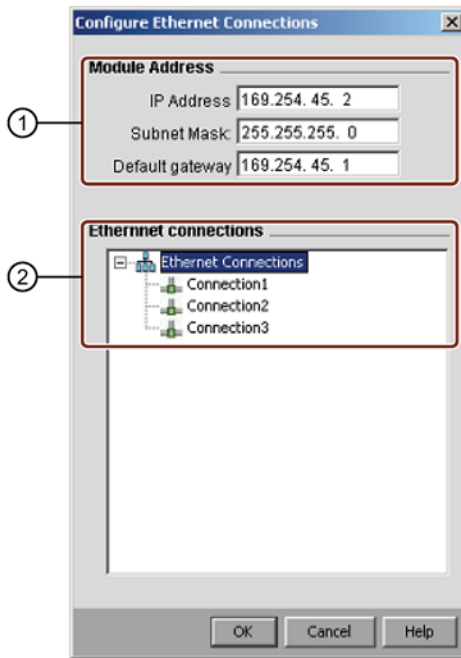 Configure Ethernet Connections
Module Address
1
IP Address 169.254. 45. 2
Subnet Mask: 255.255.255. 0
Default gateway 169.254. 45. 1
Ethernnet connections
2
Ethernet Connections
Connection1
Connection2
Connection3
OK Cancel Help